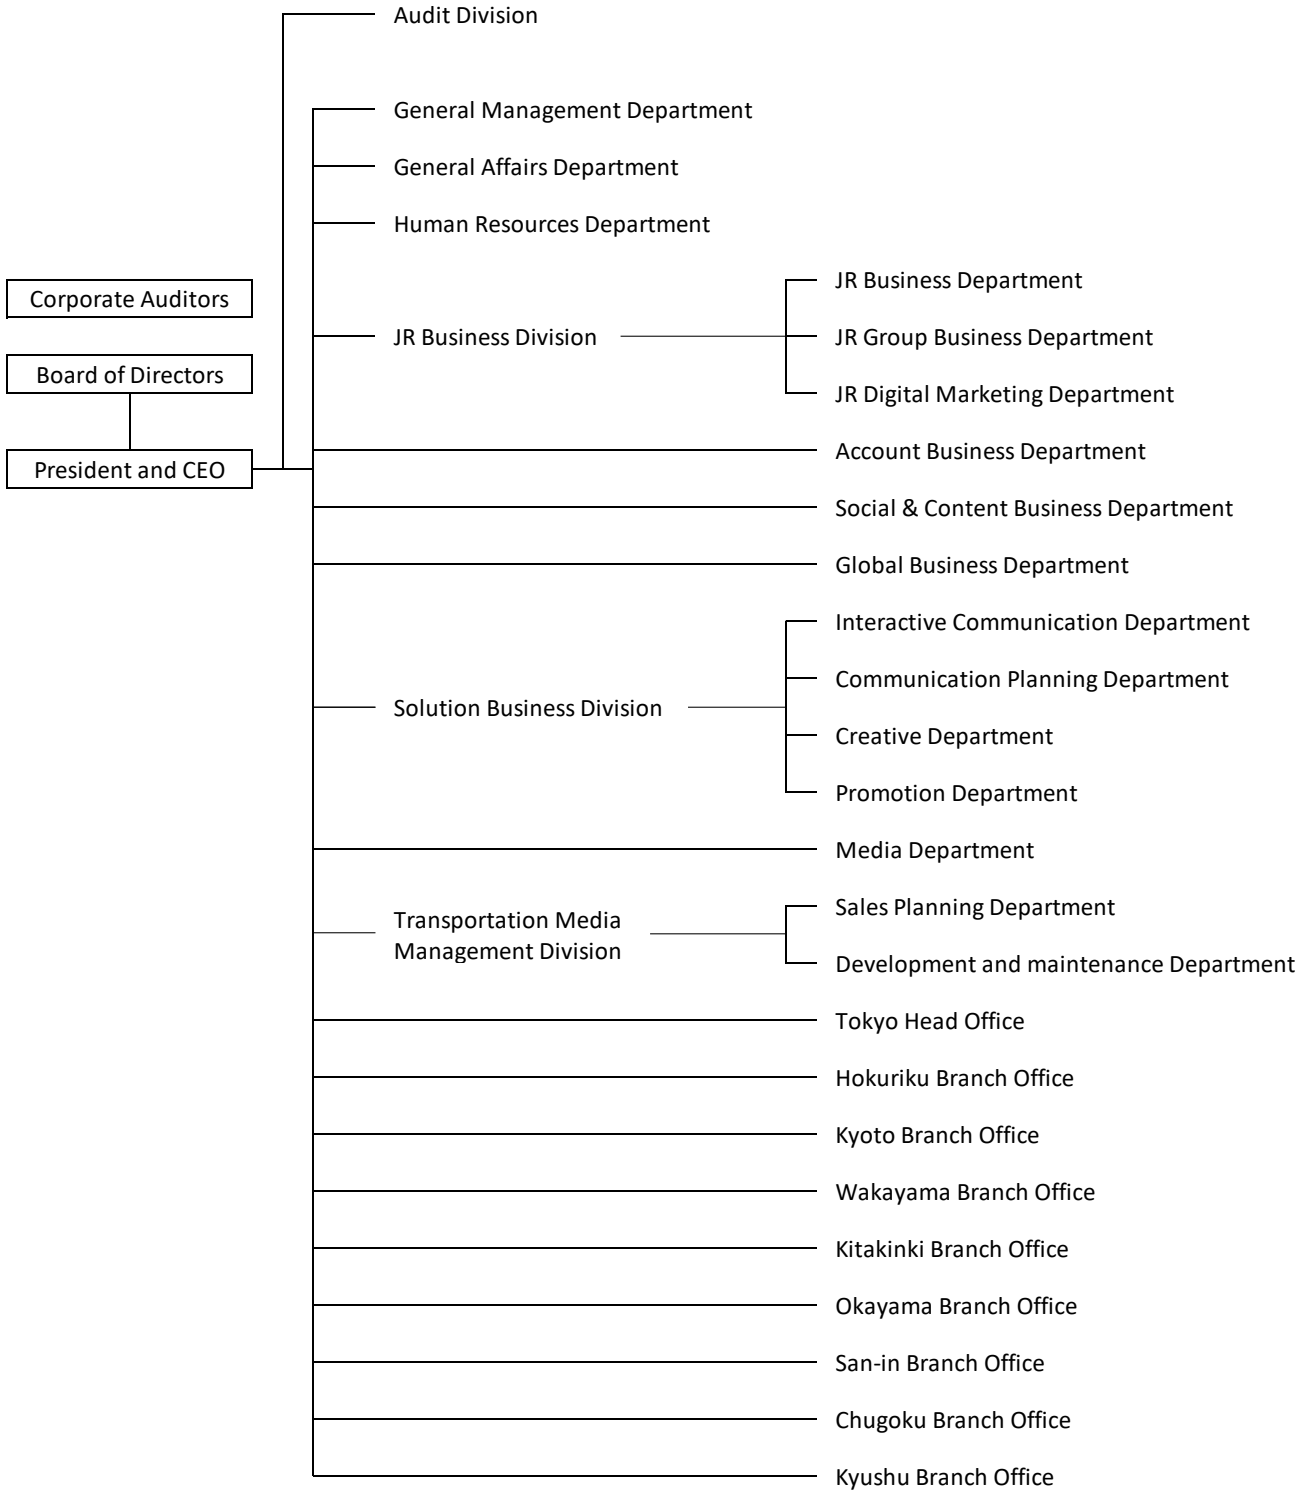 Audit Division
General Management Department
General Affairs Department
Human Resources Department
Corporate Auditors
Board of Directors
President and CEO
JR Business Division
JR Business Department
JR Group Business Department
JR Digital Marketing Department
Account Business Department
Social & Content Business Department
Global Business Department
Solution Business Division
Interactive Communication Department
Communication Planning Department
Creative Department
Promotion Department
Media Department
Transportation Media
Management Division
Sales Planning Department
Development and maintenance Department
Tokyo Head Office
Hokuriku Branch Office
Kyoto Branch Office
Wakayama Branch Office
Kitakinki Branch Office
Okayama Branch Office
San-in Branch Office
Chugoku Branch Office
Kyushu Branch Office